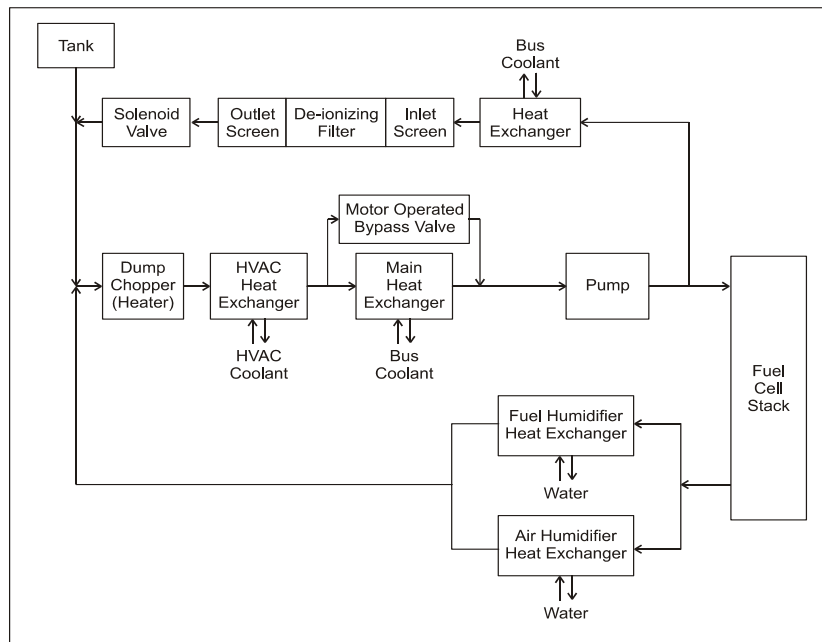 Tank
Bus
Coolant
Solenoid
Valve
Outlet
Screen
De-ionizing
Filter
Inlet
Screen
Heat
Exchanger
Motor Operated
Bypass Valve
Dump
Chopper
(Heater)
HVAC
Heat
Exchanger
Main
Heat
Exchanger
Pump
HVAC
Coolant
Bus
Coolant
Fuel
Cell
Stack
Fuel Humidifier
Heat Exchanger
Water
Air Humidifier
Heat Exchanger
Water